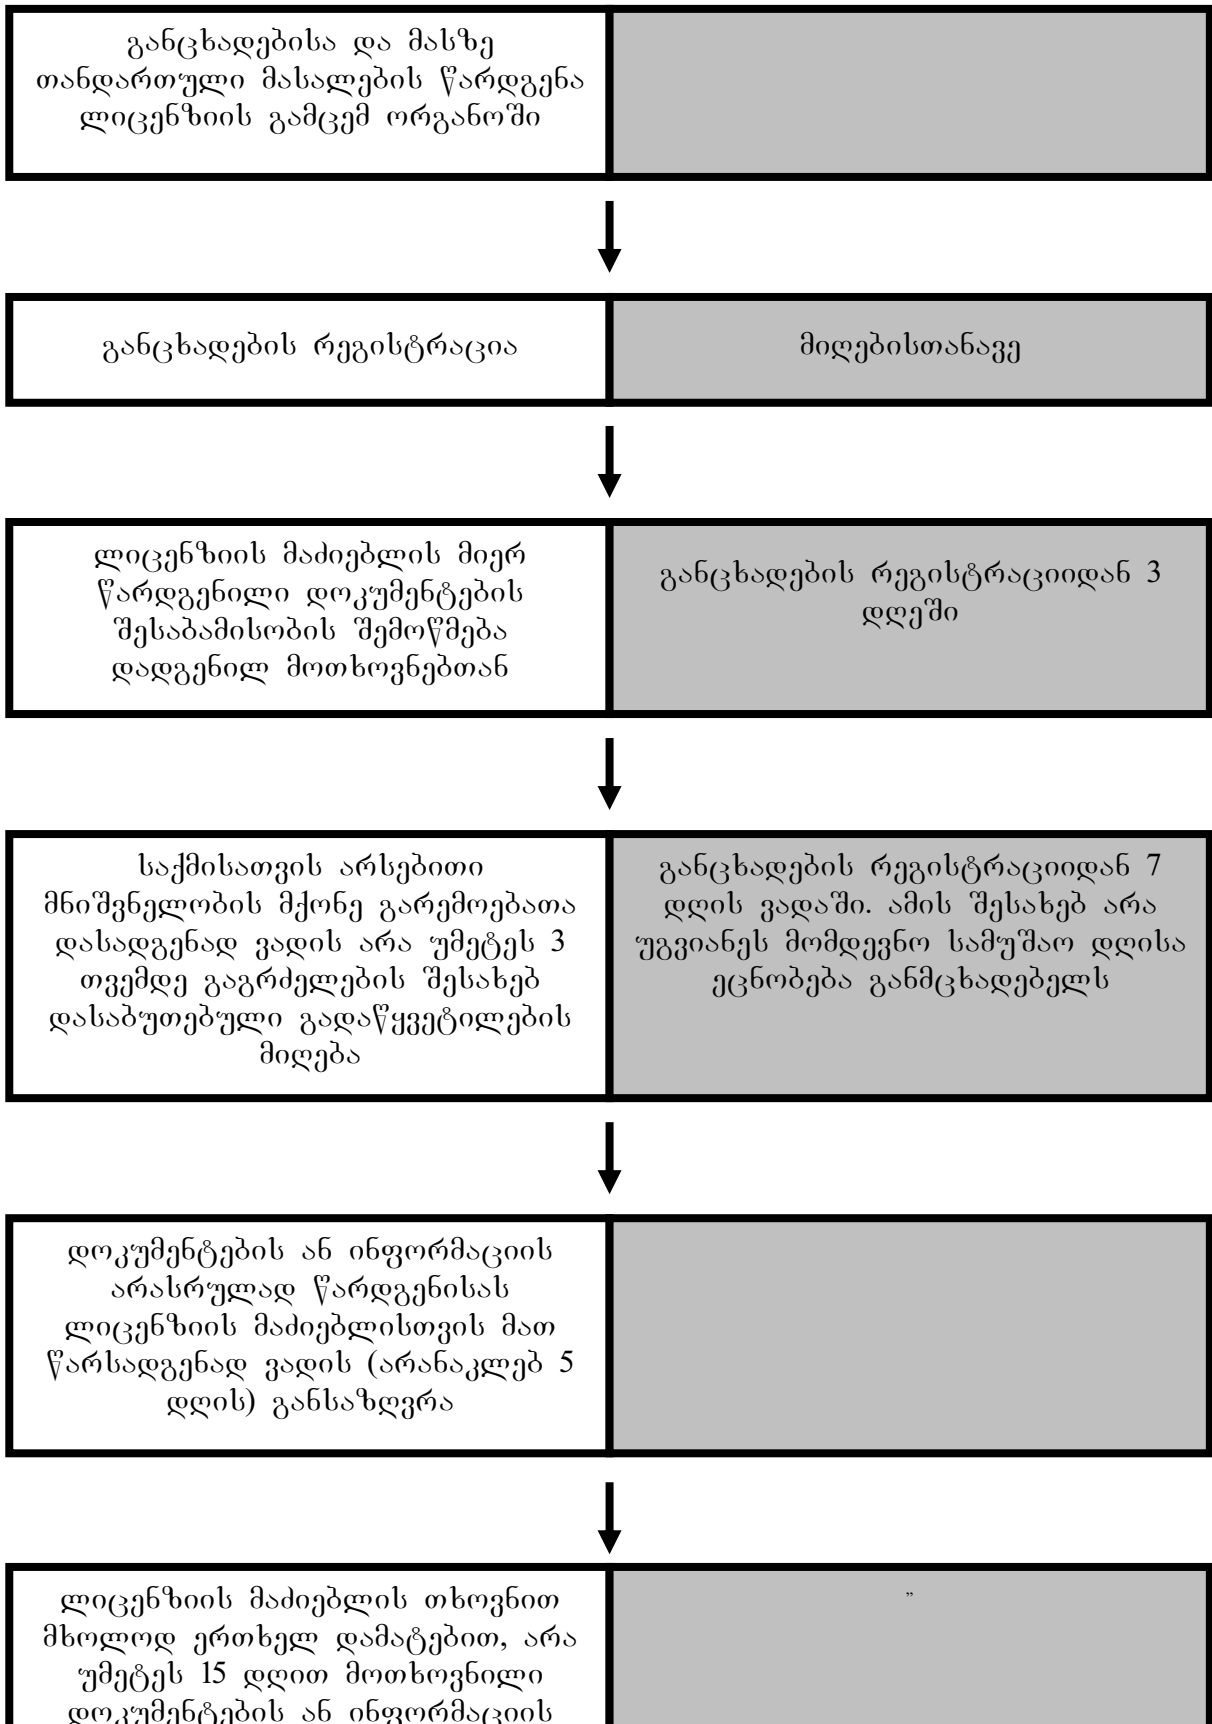 განცხადებისა და მასზე
თანდართული მასალების წარდგენა
ლიცენზიის გამცემ ორგანოში
განცხადების რეგისტრაცია
მიღებისთანავე
ლიცენზიის მაძიებლის მიერ
წარდგენილი დოკუმენტების
შესაბამისობის შემოწმება
დადგენილ მოთხოვნებთან
განცხადების რეგისტრაციიდან 3
დღეში
საქმისათვის არსებითი
მნიშვნელობის მქონე გარემოებათა
დასადგენად ვადის არა უმეტეს 3
თვემდე გაგრძელების შესახებ
დასაბუთებული გადაწყვეტილების
მიღება
განცხადების რეგისტრაციიდან 7
დღის ვადაში. ამის შესახებ არა
უგვიანეს მომდევნო სამუშაო დღისა
ეცნობება განმცხადებელს
დოკუმენტების ან ინფორმაციის
არასრულად წარდგენისას
ლიცენზიის მაძიებლისთვის მათ
წარსადგენად ვადის (არანაკლებ 5
დღის) განსაზღვრა
ლიცენზიის მაძიებლის თხოვნით
მხოლოდ ერთხელ დამატებით, არა
უმეტეს 15 დღით მოთხოვნილი
დოკუმენტების ან ინფორმაციის
”